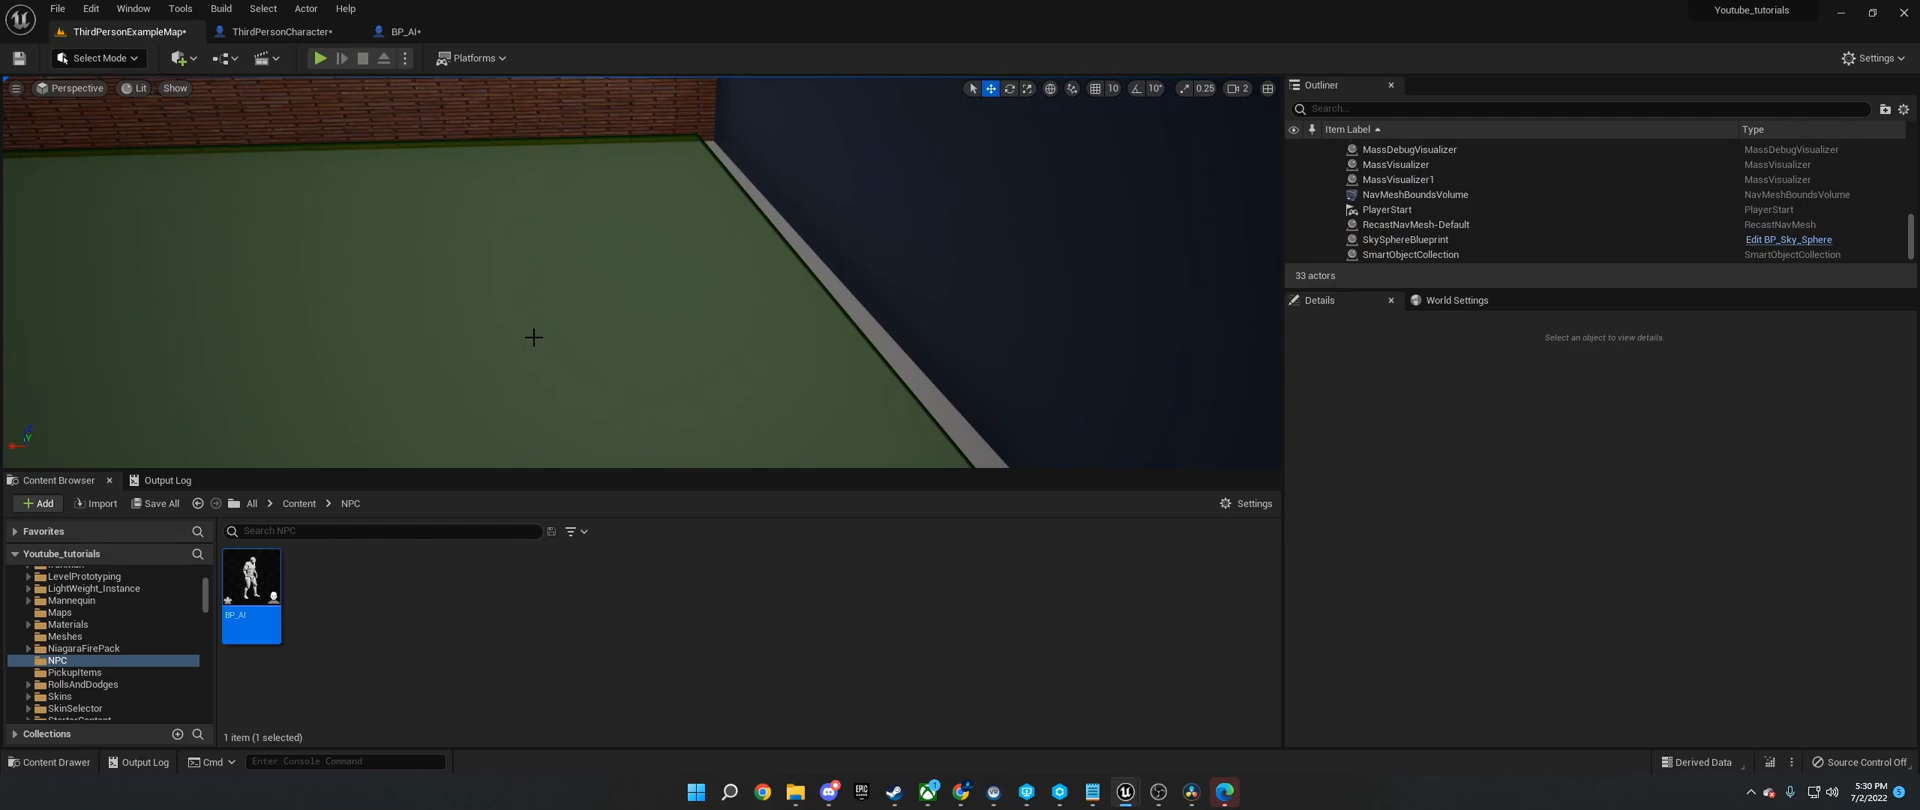 File Edit Window Tools Build Select Actor Help
Youtube_tutorials
ThirdPersonExampleMap* ThirdPersonCharacter* BP_AI*
Select Mode Platforms Settings
Perspective Lit Show 10 10° 0.25 2
Outliner
Search...
Item Label Type
MassDebugVisualizer MassDebugVisualizer
MassVisualizer MassVisualizer
MassVisualizer1 MassVisualizer
NavMeshBoundsVolume NavMeshBoundsVolume
PlayerStart PlayerStart
RecastNavMesh-Default RecastNavMesh
SkySphereBlueprint Edit BP_Sky_Sphere
SmartObjectCollection SmartObjectCollection
33 actors
Details World Settings
Select an object to view details.
Z
Y
Content Browser Output Log
Add Import Save All All Content NPC Settings
Favorites
Search NPC
Youtube_tutorials
LevelPrototyping
LightWeight_Instance
Mannequin
Maps
Materials
Meshes
NiagaraFirePack
NPC
PickupItems
RollsAndDodges
Skins
SkinSelector
StarterContent
BP_AI
Collections
1 item (1 selected)
Content Drawer Output Log Cmd Enter Console Command Derived Data Source Control Off
EPIC GAMES
5:30 PM
7/2/2022
5